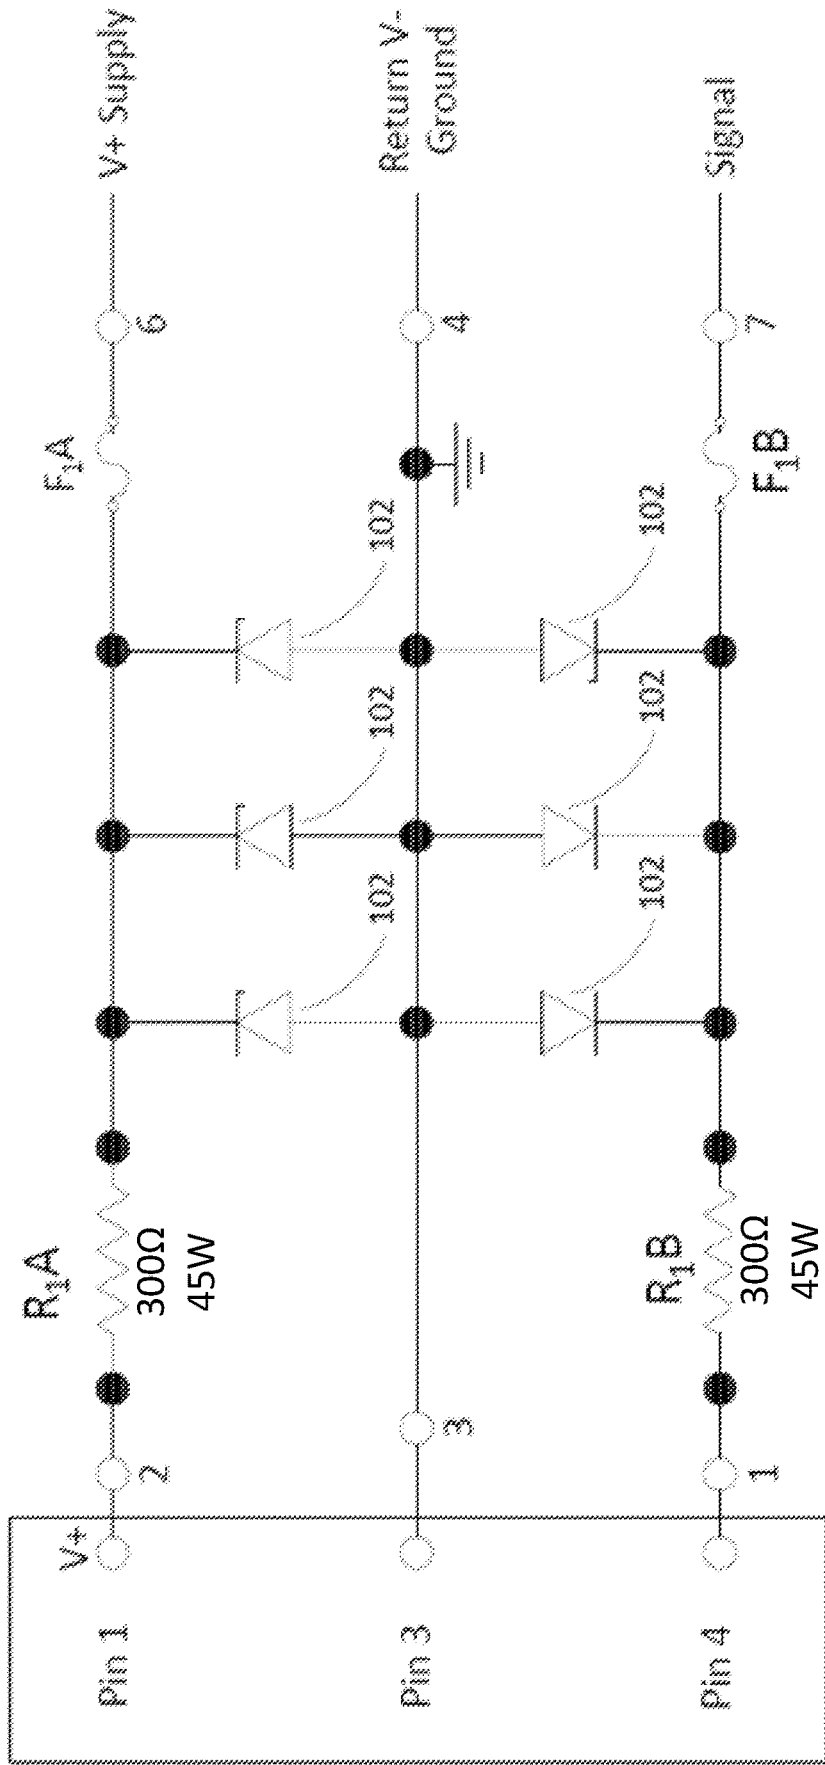 V+ Supply
Return V-
Ground
Signal
6
4
7
F₁A
F₁B
102
102
102
102
102
102
R₁A
300Ω
45W
R₁B
300Ω
45W
2
3
1
V+
Pin 1
Pin 3
Pin 4